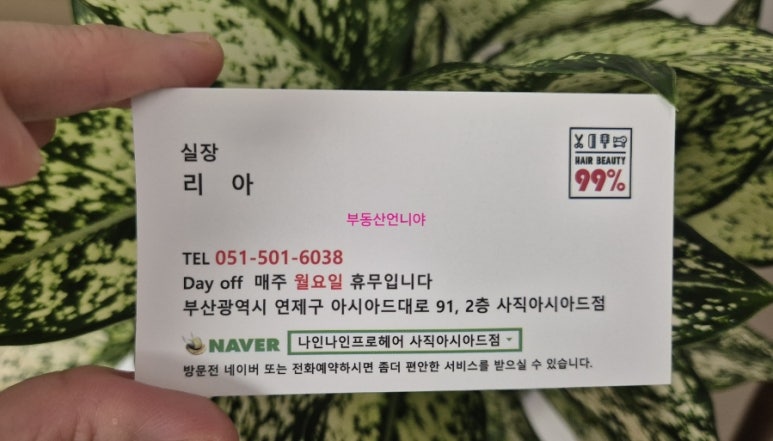 실장
리 아
HAIR BEAUTY
99%
부동산언니야
TEL 051-501-6038
Day off 매주 월요일 휴무입니다
부산광역시 연제구 아시아드대로 91, 2층 사직아시아드점
NAVER 나인나인프로헤어 사직아시아드점
방문전 네이버 또는 전화예약하시면 좀더 편안한 서비스를 받으실 수 있습니다.